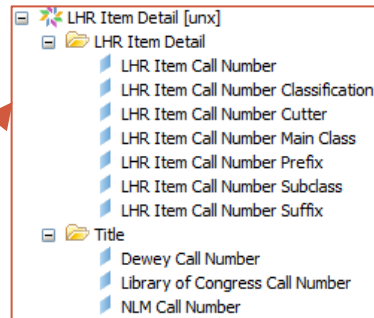 LHR Item Detail [unx]
LHR Item Detail
LHR Item Call Number
LHR Item Call Number Classification
LHR Item Call Number Cutter
LHR Item Call Number Main Class
LHR Item Call Number Prefix
LHR Item Call Number Subclass
LHR Item Call Number Suffix
Title
Dewey Call Number
Library of Congress Call Number
NLM Call Number